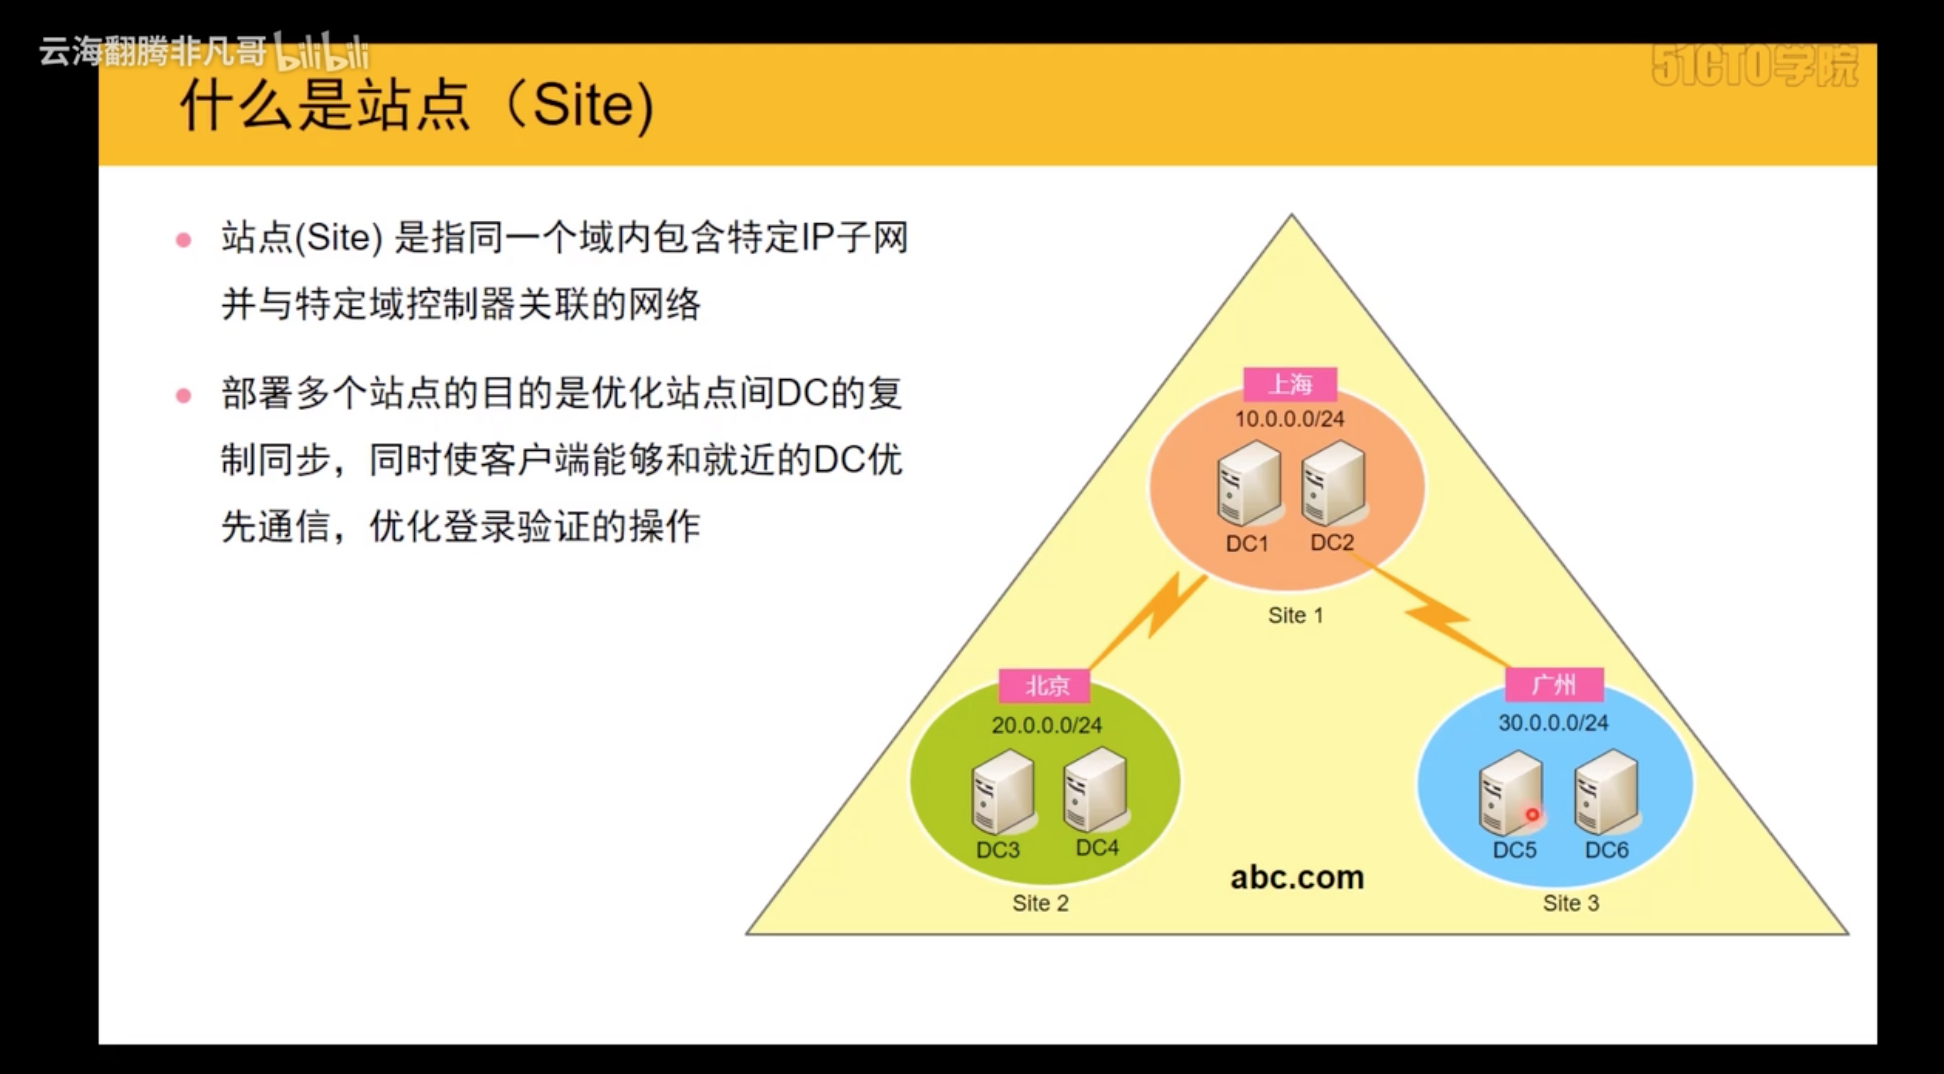 云海翻腾非凡哥 bilibili
51CTO学院
什么是站点（Site)
站点(Site) 是指同一个域内包含特定IP子网
并与特定域控制器关联的网络
部署多个站点的目的是优化站点间DC的复
制同步，同时使客户端能够和就近的DC优
先通信，优化登录验证的操作
上海
10.0.0.0/24
DC1 DC2
Site 1
北京
20.0.0.0/24
DC3 DC4
Site 2
广州
30.0.0.0/24
DC5 DC6
Site 3
abc.com